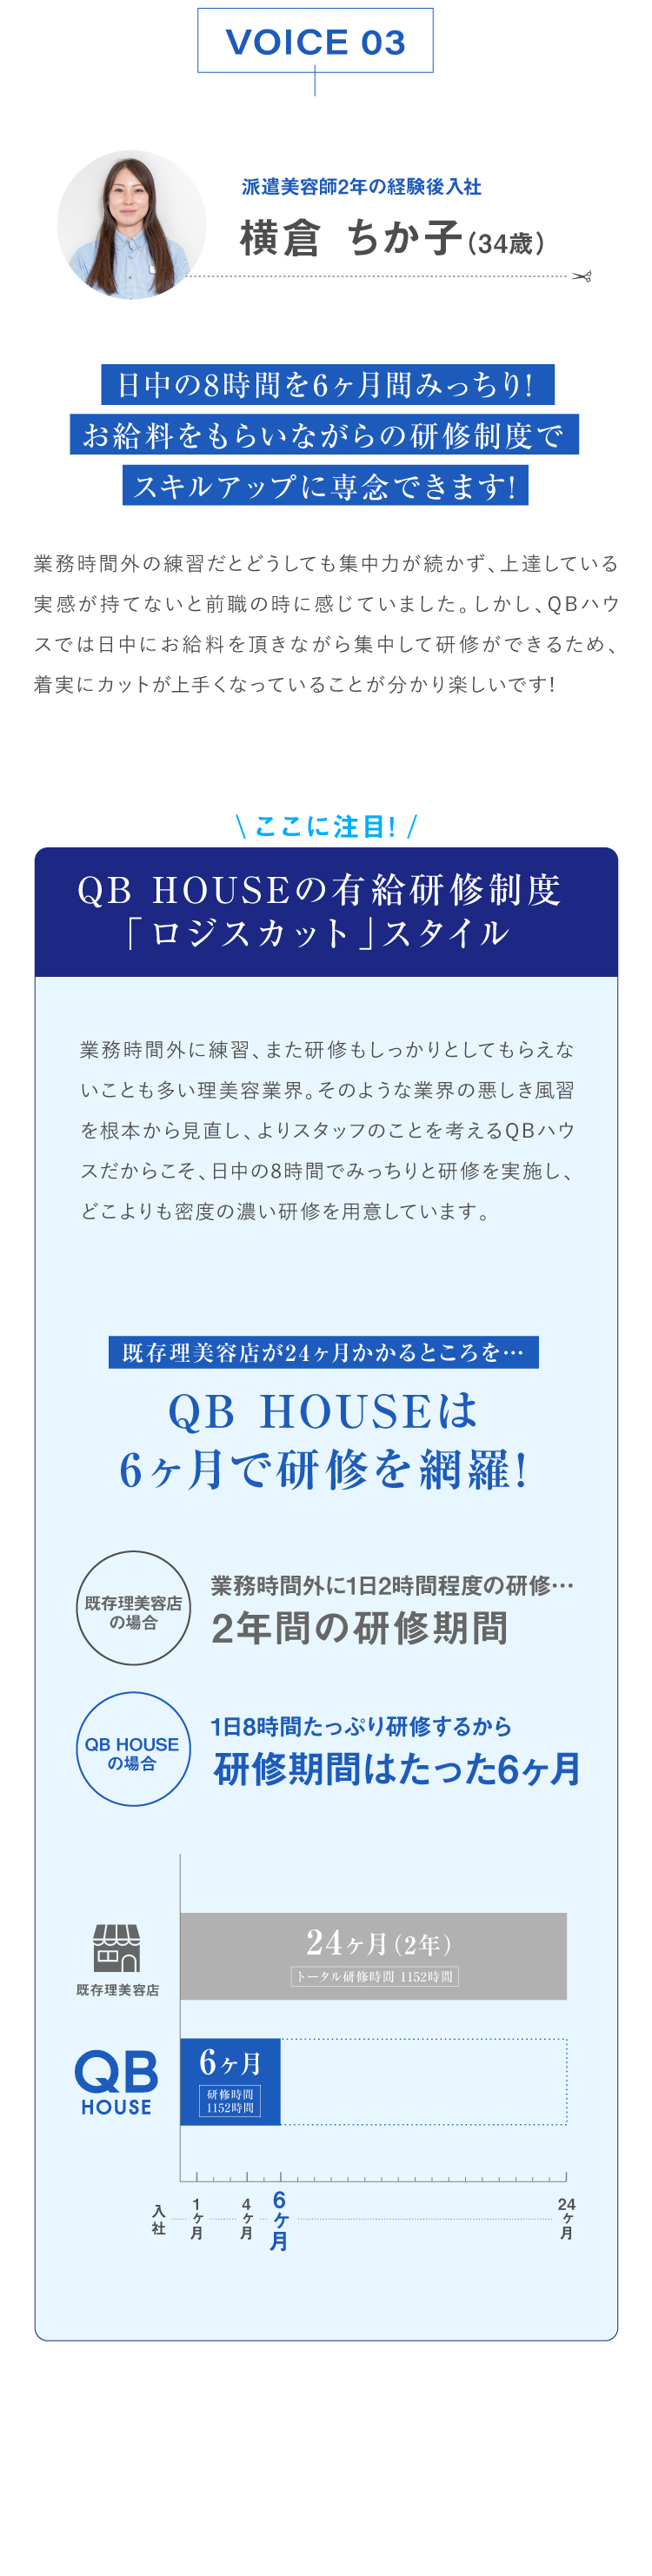 VOICE 03
派遣美容師2年の経験後入社
横倉 ちか子(34歳)
日中の8時間を6ヶ月間みっちり!
お給料をもらいながらの研修制度で
スキルアップに専念できます!
業務時間外の練習だとどうしても集中力が続かず、上達している
実感が持てないと前職の時に感じていました。しかし、QBハウ
スでは日中にお給料を頂きながら集中して研修ができるため、
着実にカットが上手くなっていることが分かり楽しいです!
\ ここに注目! /
QB HOUSEの有給研修制度
「ロジスカット」スタイル
業務時間外に練習、また研修もしっかりとしてもらえな
いことも多い理美容業界。そのような業界の悪しき風習
を根本から見直し、よりスタッフのことを考えるQBハウ
スだからこそ、日中の8時間でみっちりと研修を実施し、
どこよりも密度の濃い研修を用意しています。
既存理美容店が24ヶ月かかるところを…
QB HOUSEは
6ヶ月で研修を網羅!
既存理美容店
の場合
業務時間外に1日2時間程度の研修…
2年間の研修期間
QB HOUSE
の場合
1日8時間たっぷり研修するから
研修期間はたった6ヶ月
既存理美容店
24ヶ月(2年)
トータル研修時間 1152時間
QB
HOUSE
6ヶ月
研修時間
1152時間
入社
1ヶ月
4ヶ月
6ヶ月
24ヶ月